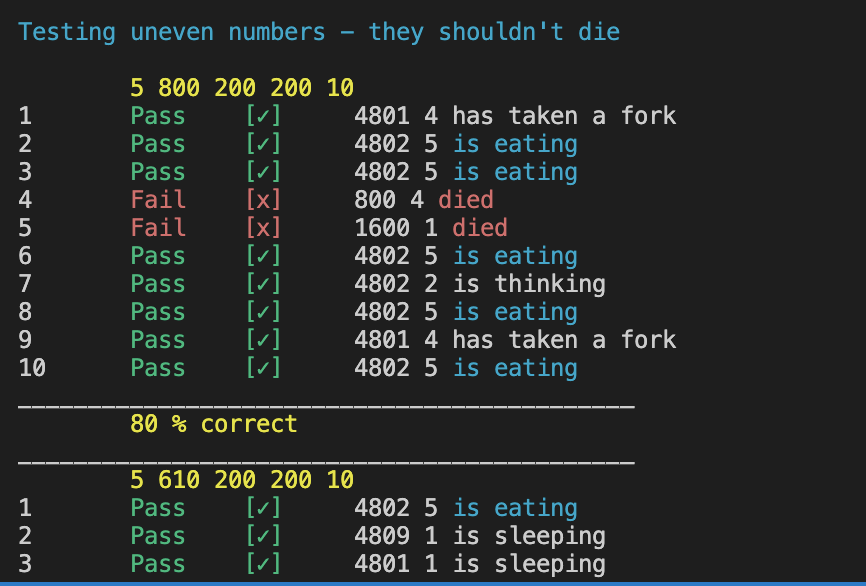 Testing uneven numbers – they shouldn't die
5 800 200 200 10
1 Pass [✓] 4801 4 has taken a fork
2 Pass [✓] 4802 5 is eating
3 Pass [✓] 4802 5 is eating
4 Fail [x] 800 4 died
5 Fail [x] 1600 1 died
6 Pass [✓] 4802 5 is eating
7 Pass [✓] 4802 2 is thinking
8 Pass [✓] 4802 5 is eating
9 Pass [✓] 4801 4 has taken a fork
10 Pass [✓] 4802 5 is eating
____________________________________________
80 % correct
____________________________________________
5 610 200 200 10
1 Pass [✓] 4802 5 is eating
2 Pass [✓] 4809 1 is sleeping
3 Pass [✓] 4801 1 is sleeping